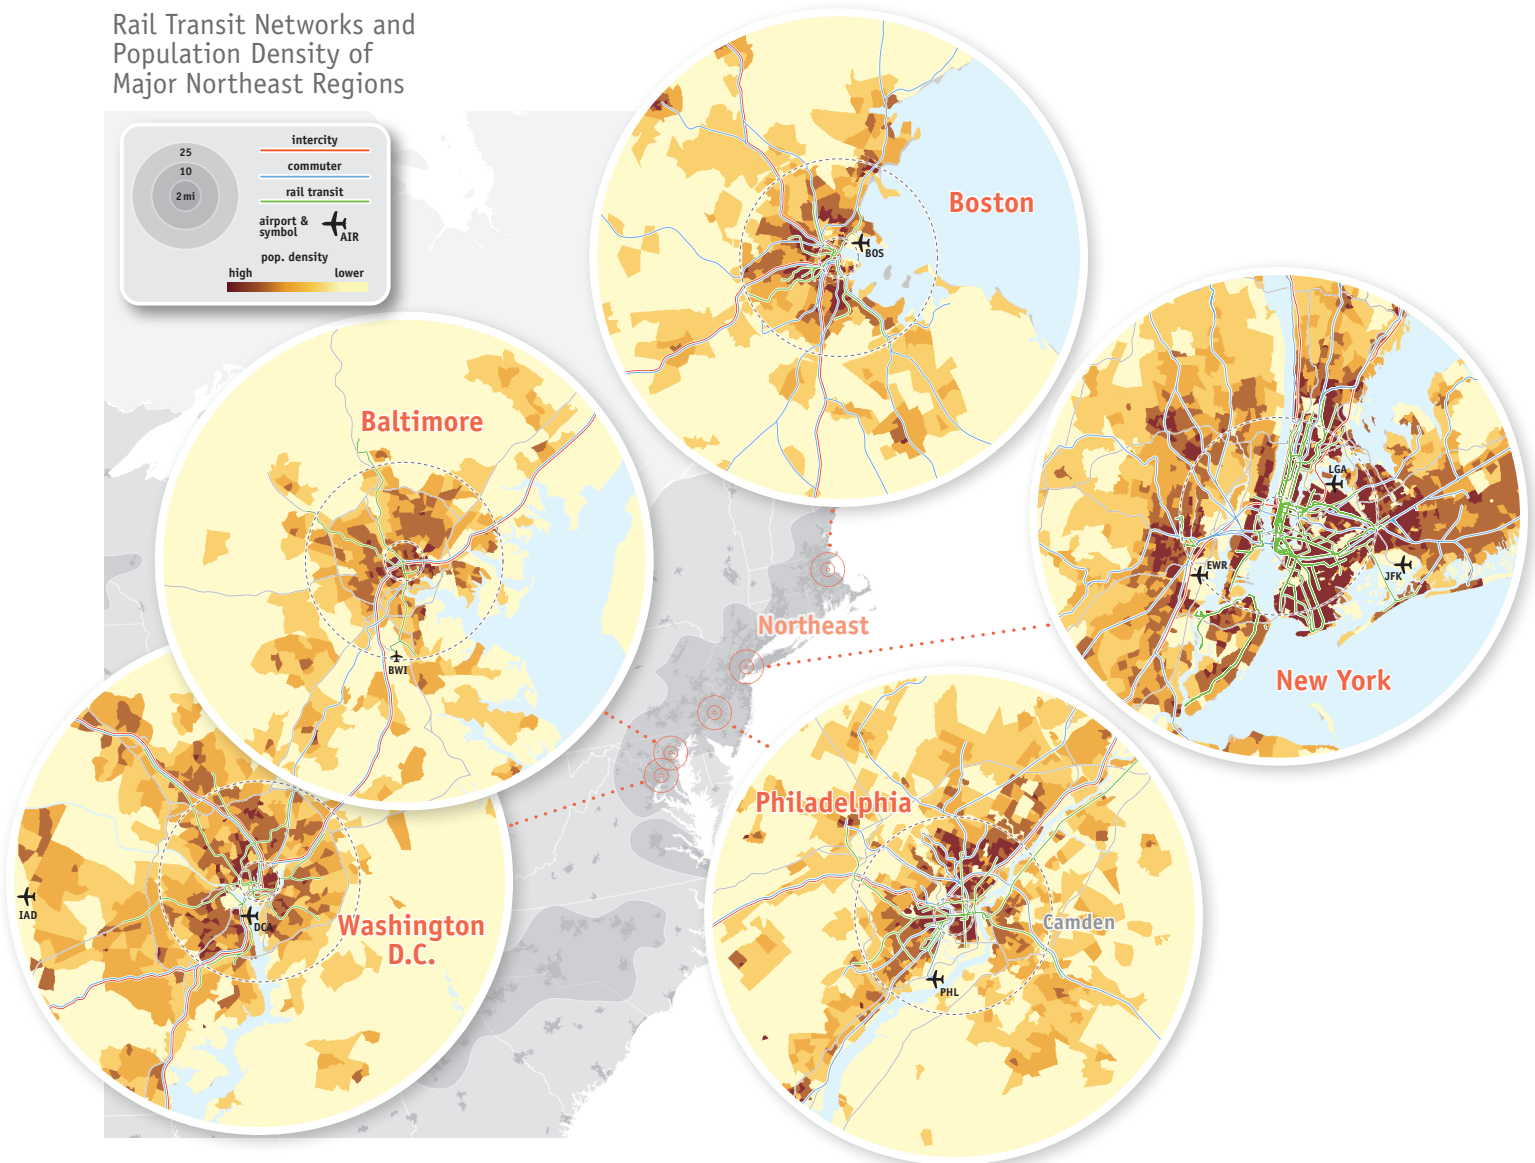 Rail Transit Networks and
Population Density of
Major Northeast Regions
25
10
2 mi
intercity
commuter
rail transit
airport &
symbol
AIR
pop. density
high
lower
Boston
BOS
Baltimore
BWI
LGA
EWR
JFK
New York
Northeast
Philadelphia
Camden
PHL
IAD
DCA
Washington
D.C.